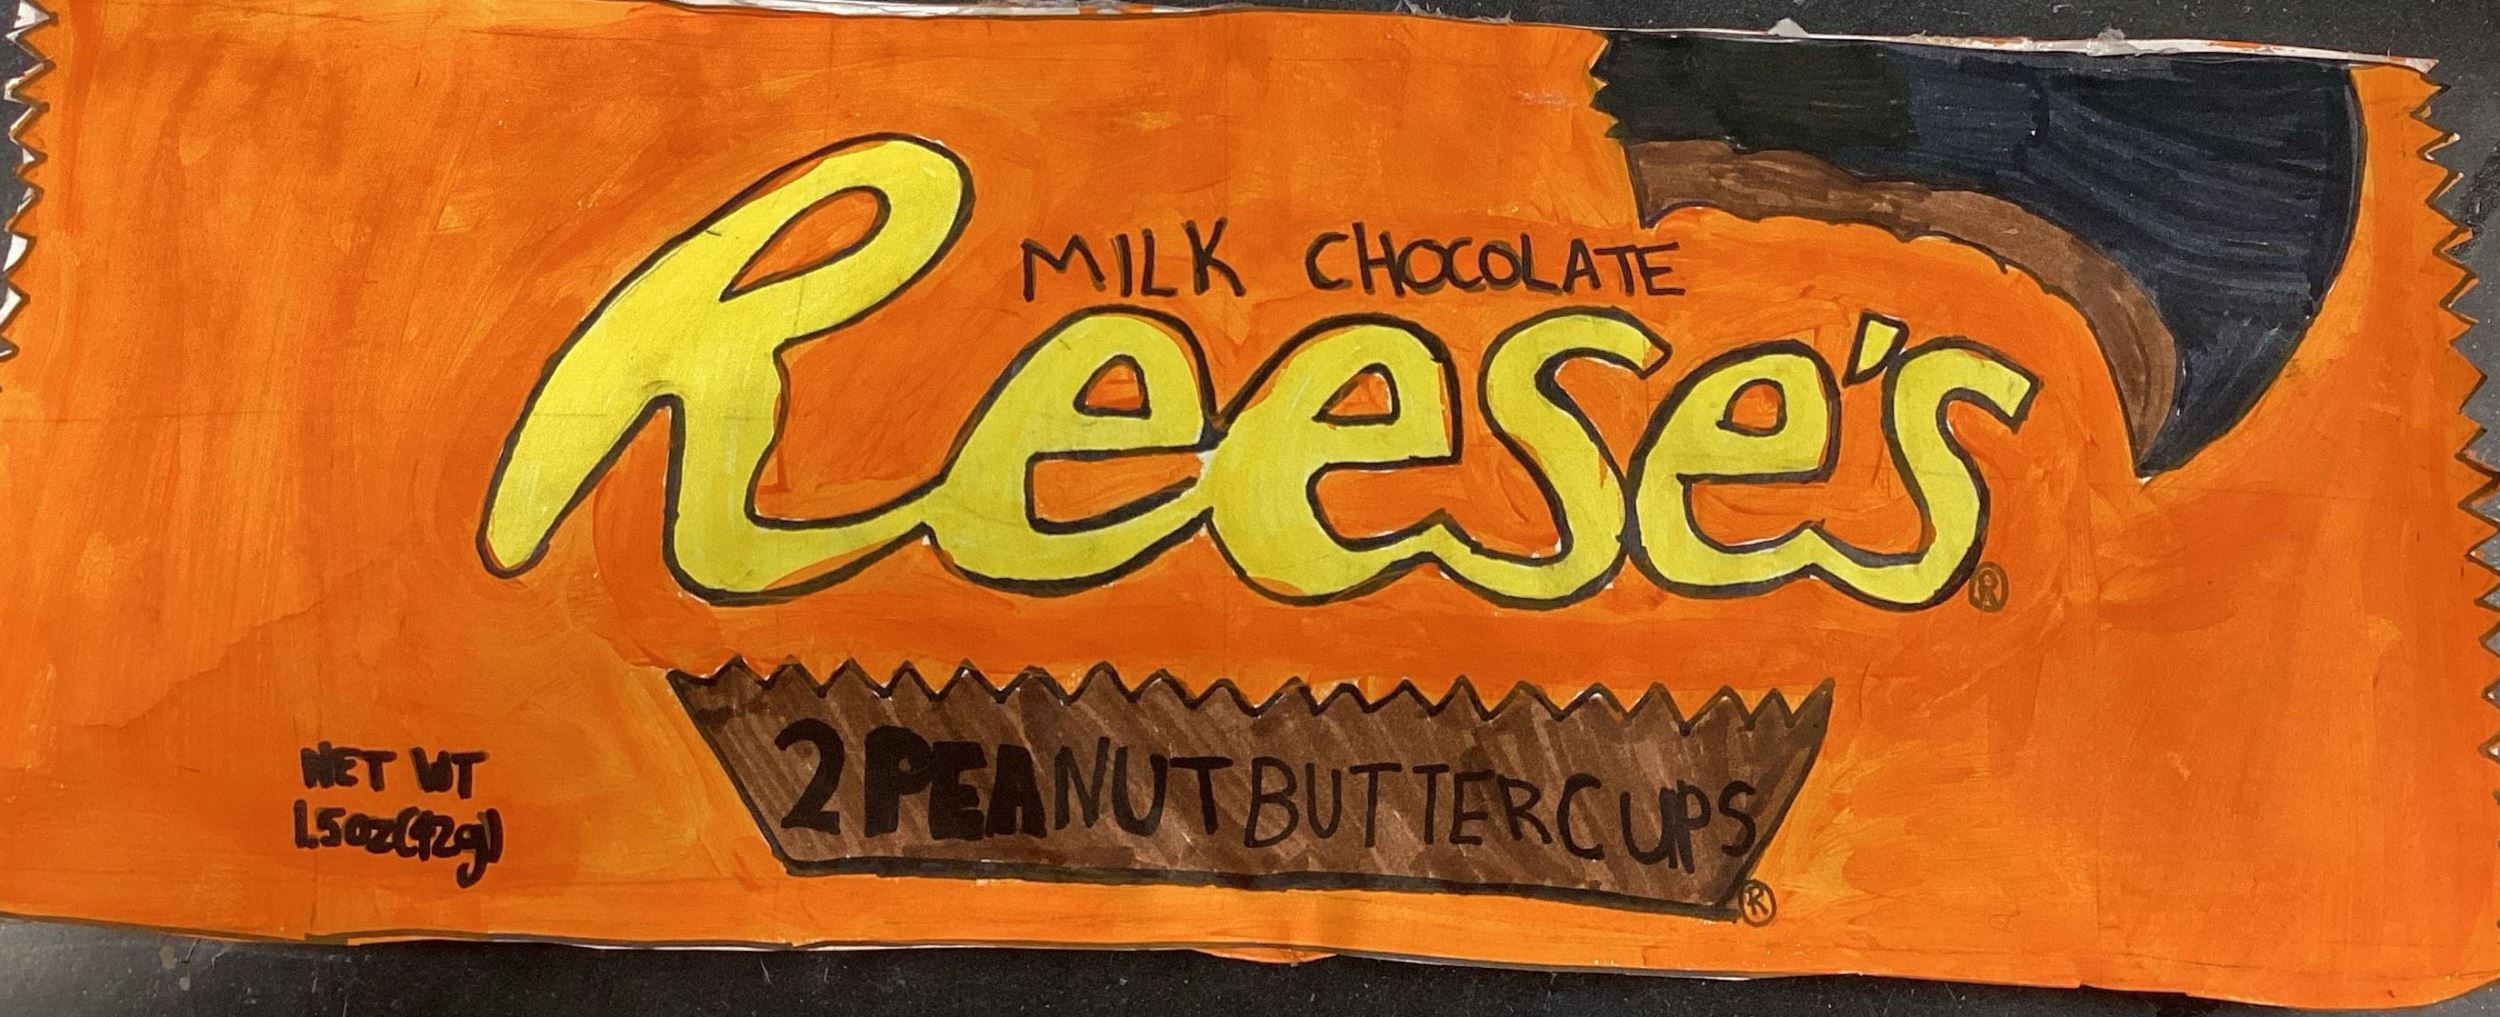 MILK CHOCOLATE
Reese's®
2 PEANUT BUTTER CUPS®
NET WT
1.5oz(42g)